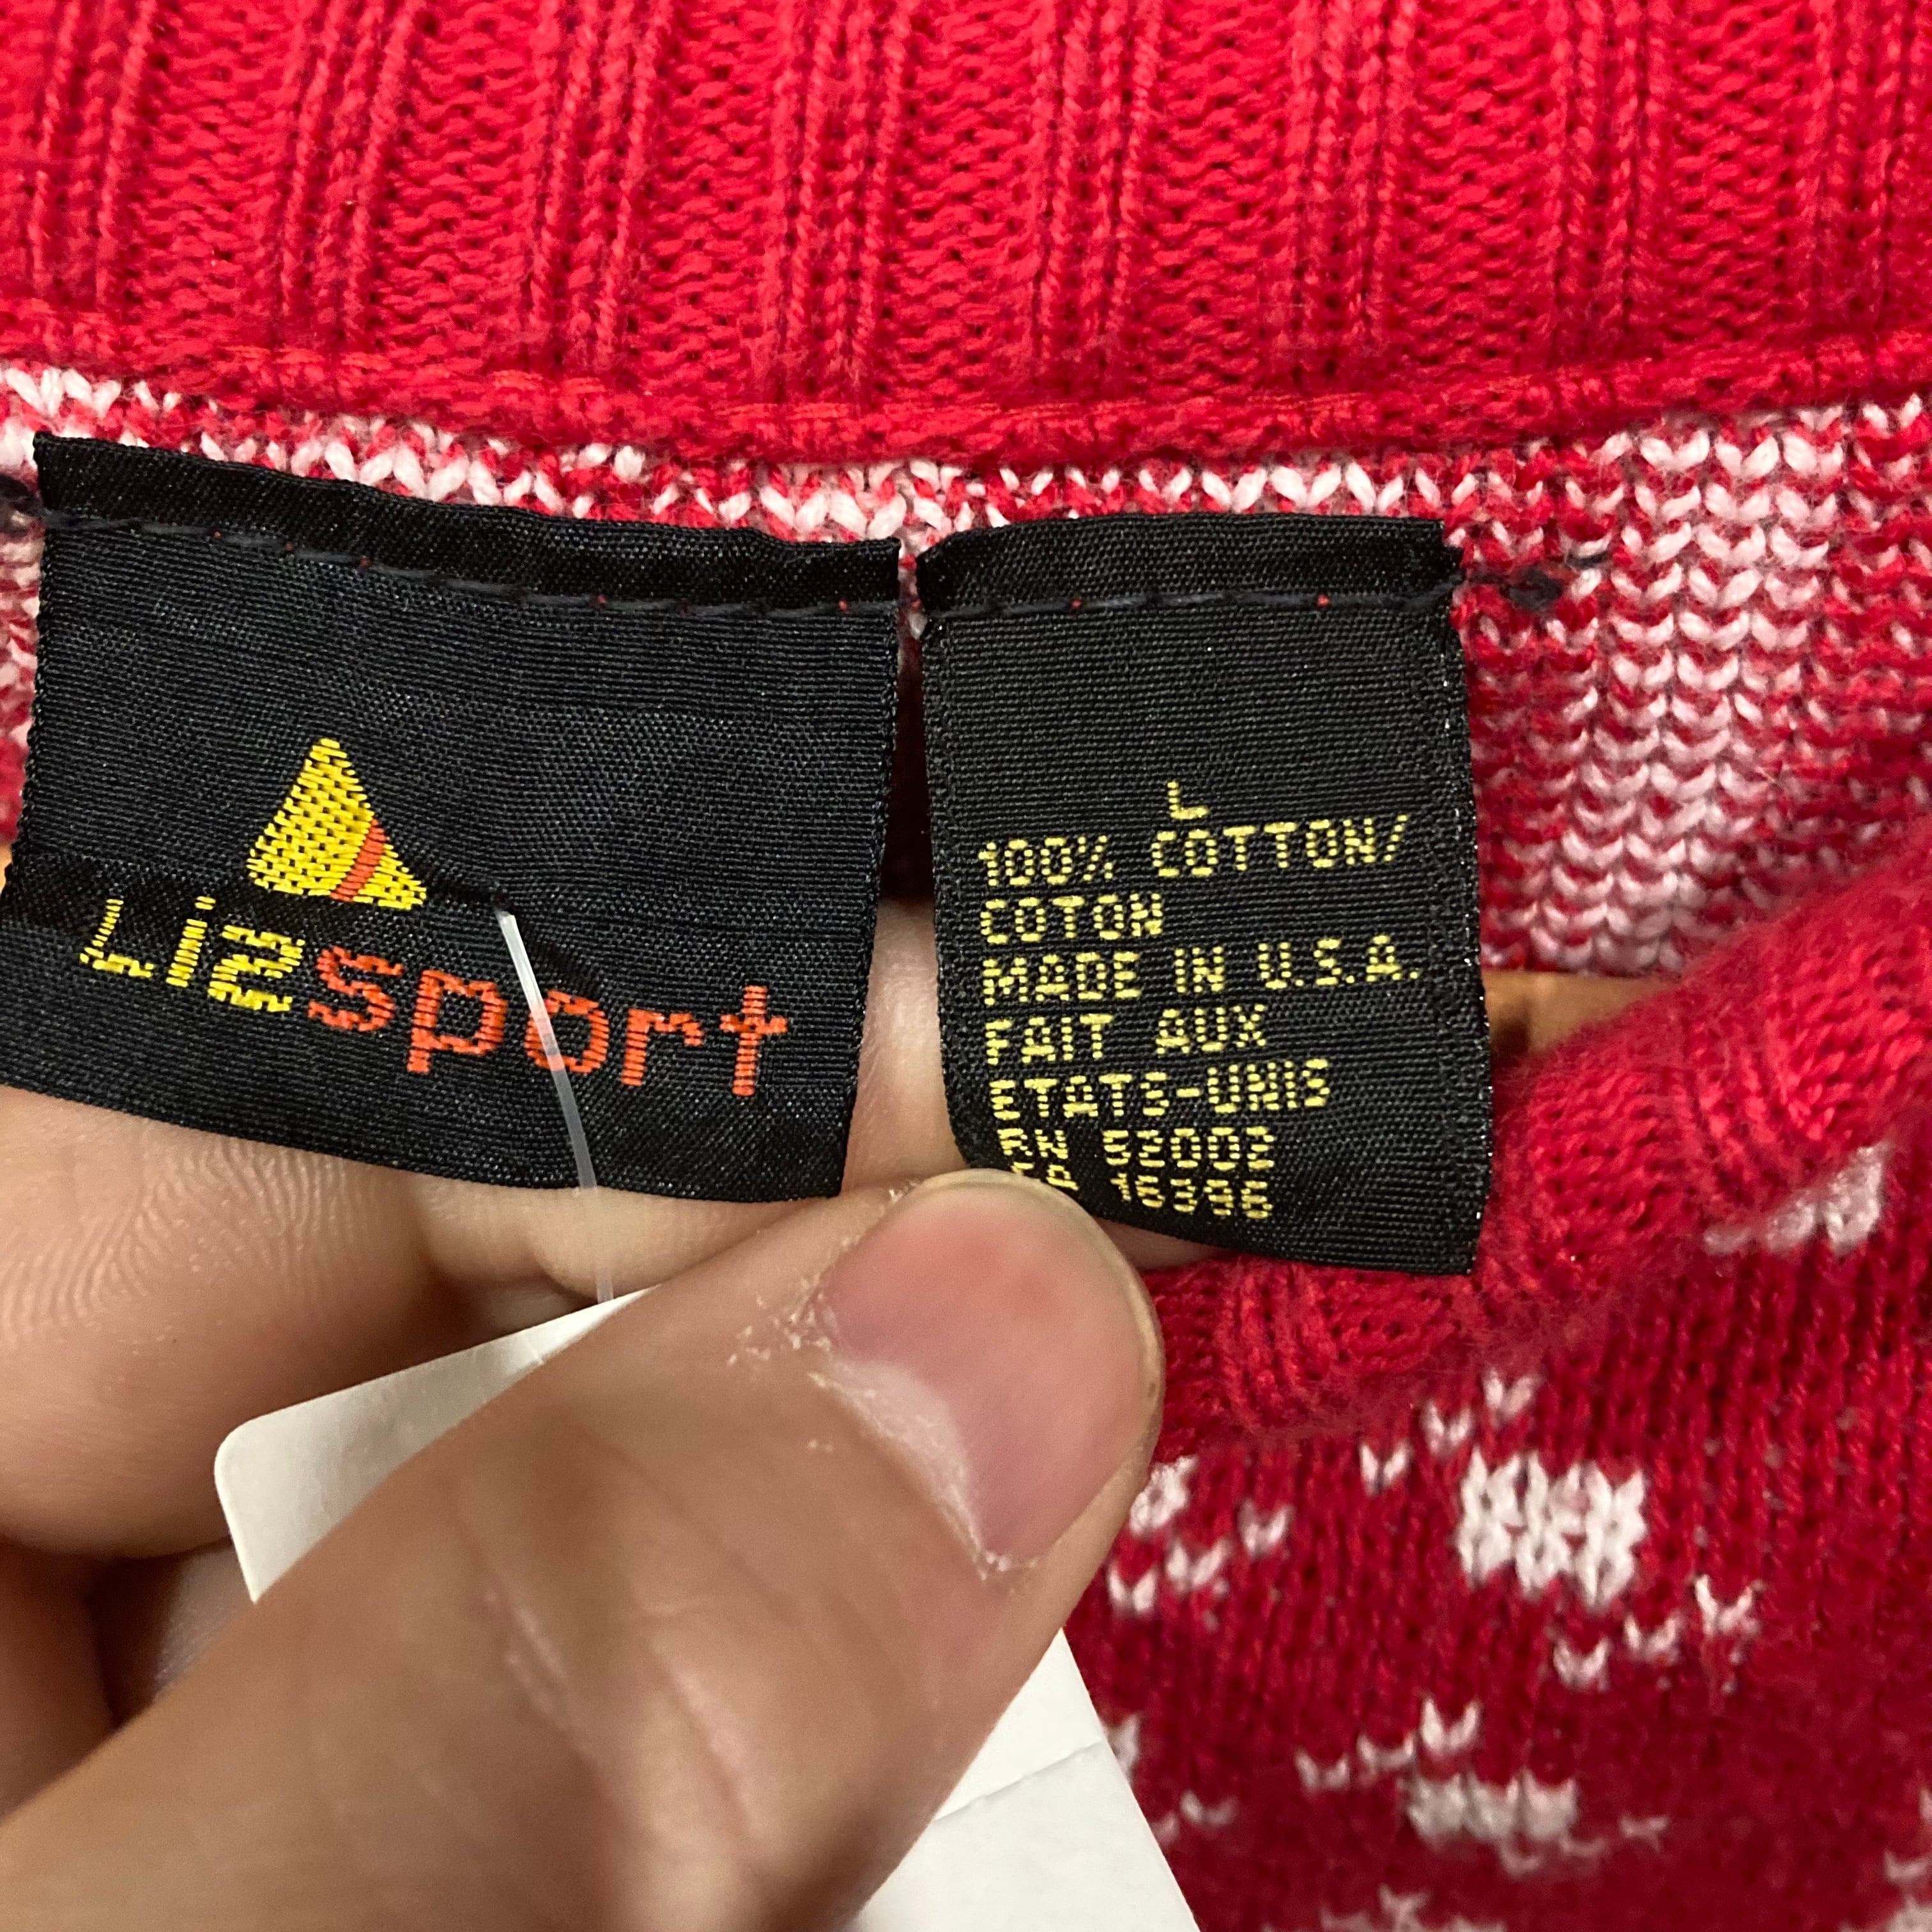 Lizsport
L
100% COTTON/
COTON
MADE IN U.S.A.
FAIT AUX
ETATS-UNIS
RN 52002
CA 16396